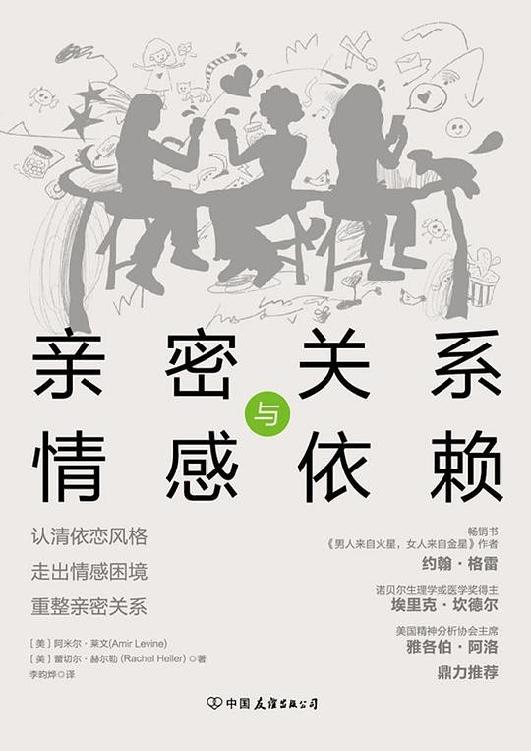 亲密关系
与
情感依赖
认清依恋风格
走出情感困境
重整亲密关系
[美] 阿米尔·莱文(Amir Levine)
[美] 蕾切尔·赫尔勒 (Rachel Heller) ◎著
李昀烨◎译
畅销书
《男人来自火星，女人来自金星》作者
约翰·格雷
诺贝尔生理学或医学奖得主
埃里克·坎德尔
美国精神分析协会主席
雅各伯·阿洛
鼎力推荐
中国友谊出版公司